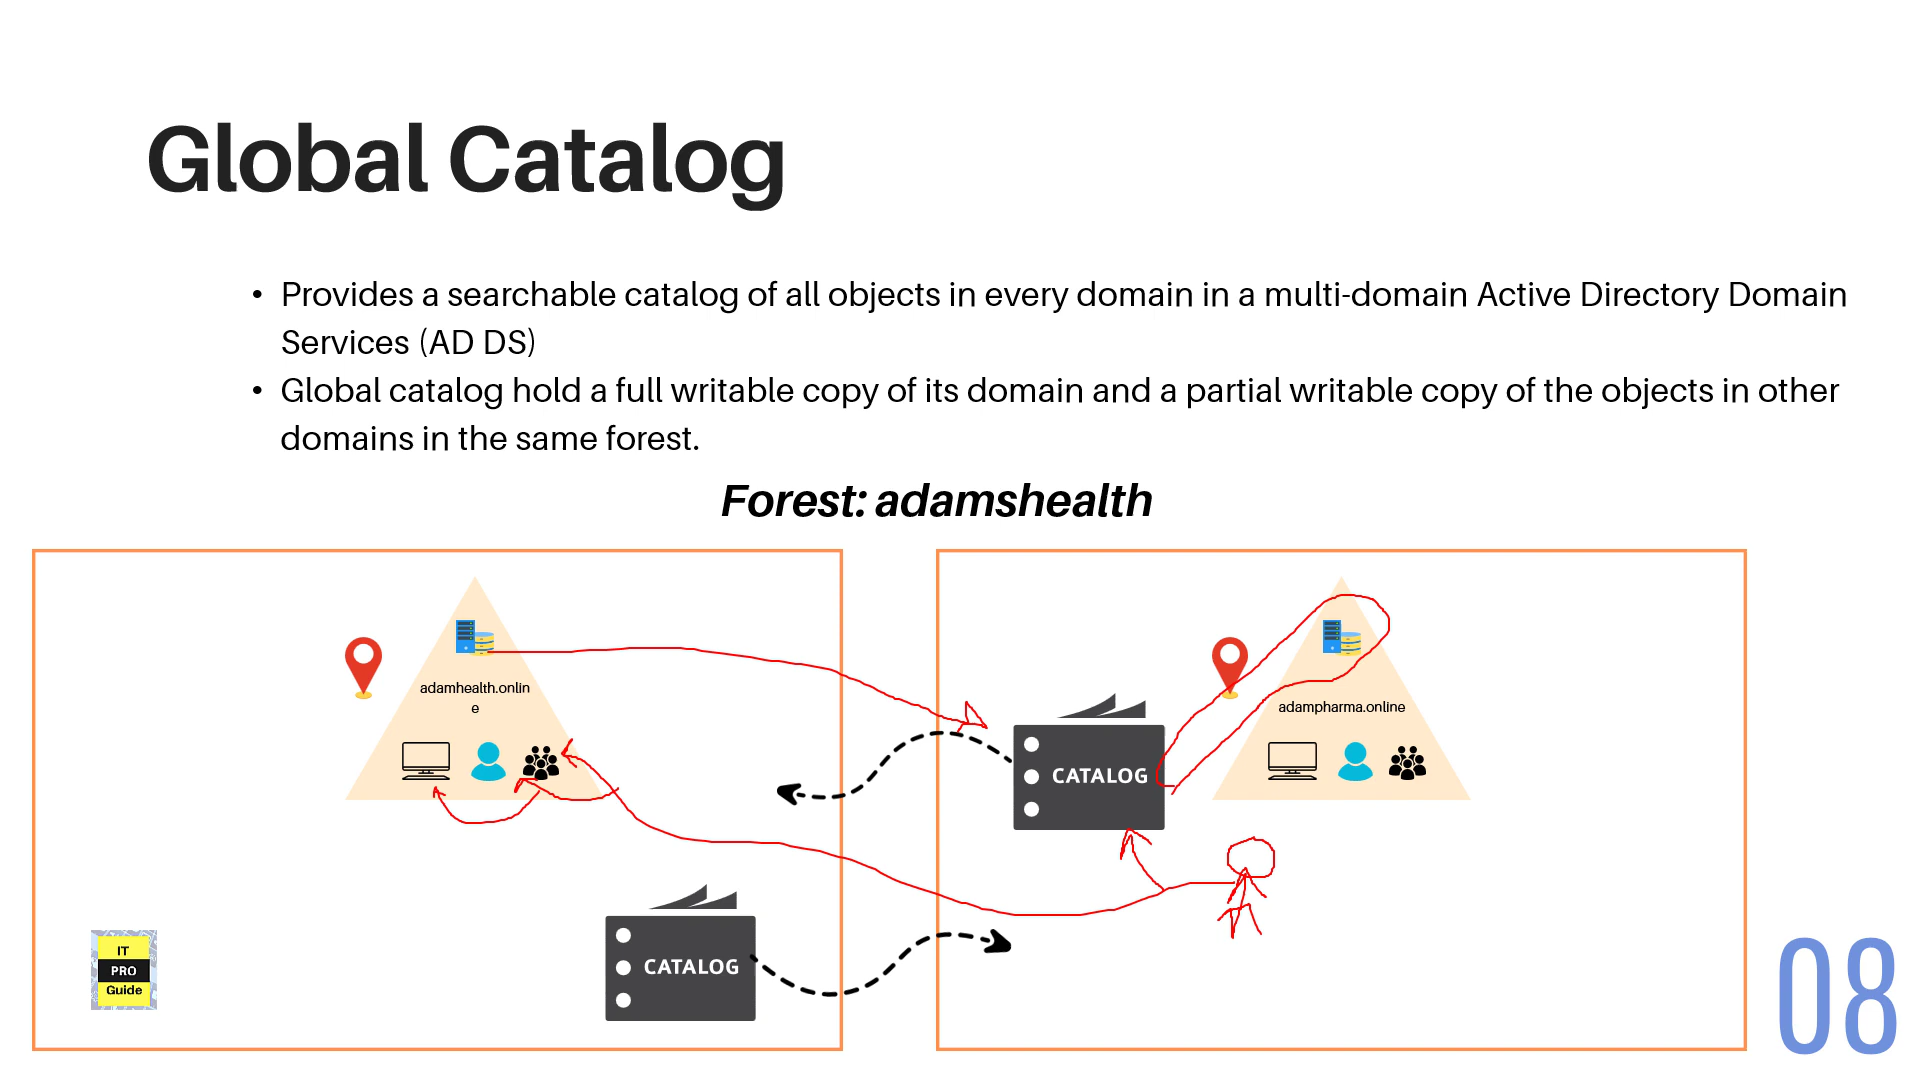 Global Catalog
• Provides a searchable catalog of all objects in every domain in a multi-domain Active Directory Domain
Services (AD DS)
• Global catalog hold a full writable copy of its domain and a partial writable copy of the objects in other
domains in the same forest.
Forest: adamshealth
adamhealth.onlin
e
adampharma.online
CATALOG
CATALOG
IT
PRO
Guide
08